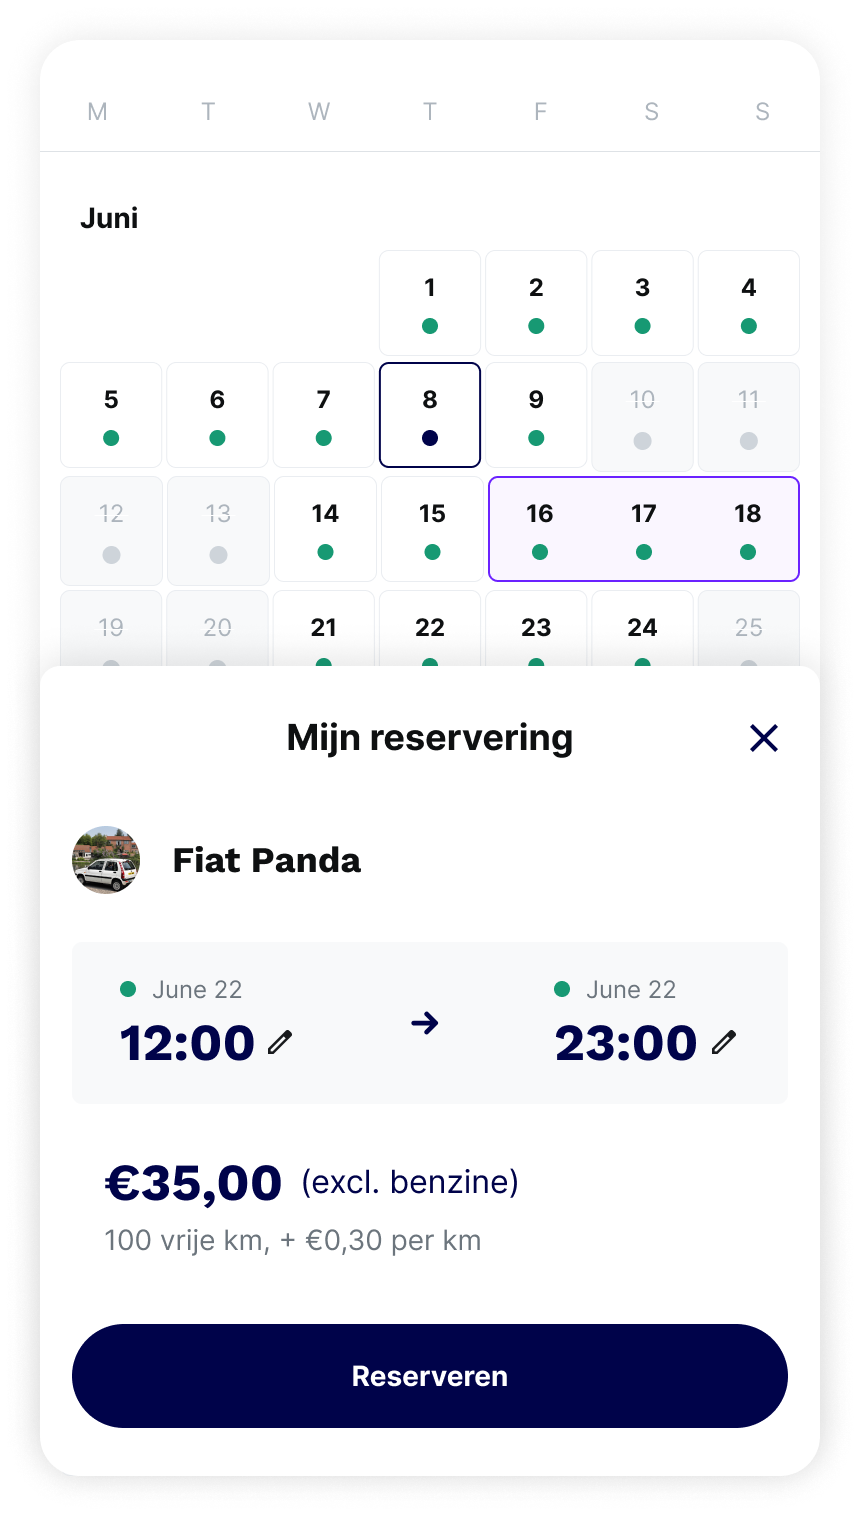 M T W T F S S
Juni
1 2 3 4
5 6 7 8 9 10 11
12 13 14 15 16 17 18
19 20 21 22 23 24 25
Mijn reservering
Fiat Panda
June 22 June 22
12:00 23:00
€35,00 (excl. benzine)
100 vrije km, + €0,30 per km
Reserveren